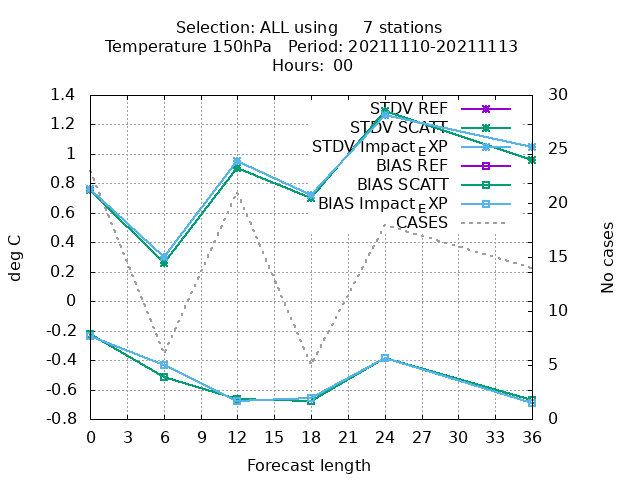 Selection: ALL using     7 stations
Temperature 150hPa   Period: 20211110-20211113
Hours:  00
1.4
1.2
1
0.8
0.6
0.4
0.2
0
-0.2
-0.4
-0.6
-0.8
deg C
STDV REF
STDV SCATT
STDV Impact_EXP
BIAS REF
BIAS SCATT
BIAS Impact_EXP
CASES
30
25
20
15
10
5
0
No cases
0 3 6 9 12 15 18 21 24 27 30 33 36
Forecast length